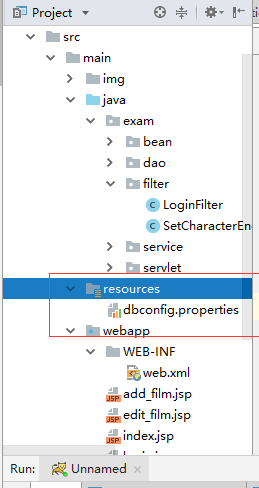 Project
src
main
img
java
exam
bean
dao
filter
LoginFilter
SetCharacterEn
service
servlet
resources
dbconfig.properties
webapp
WEB-INF
web.xml
add_film.jsp
edit_film.jsp
index.jsp
Run: Unnamed